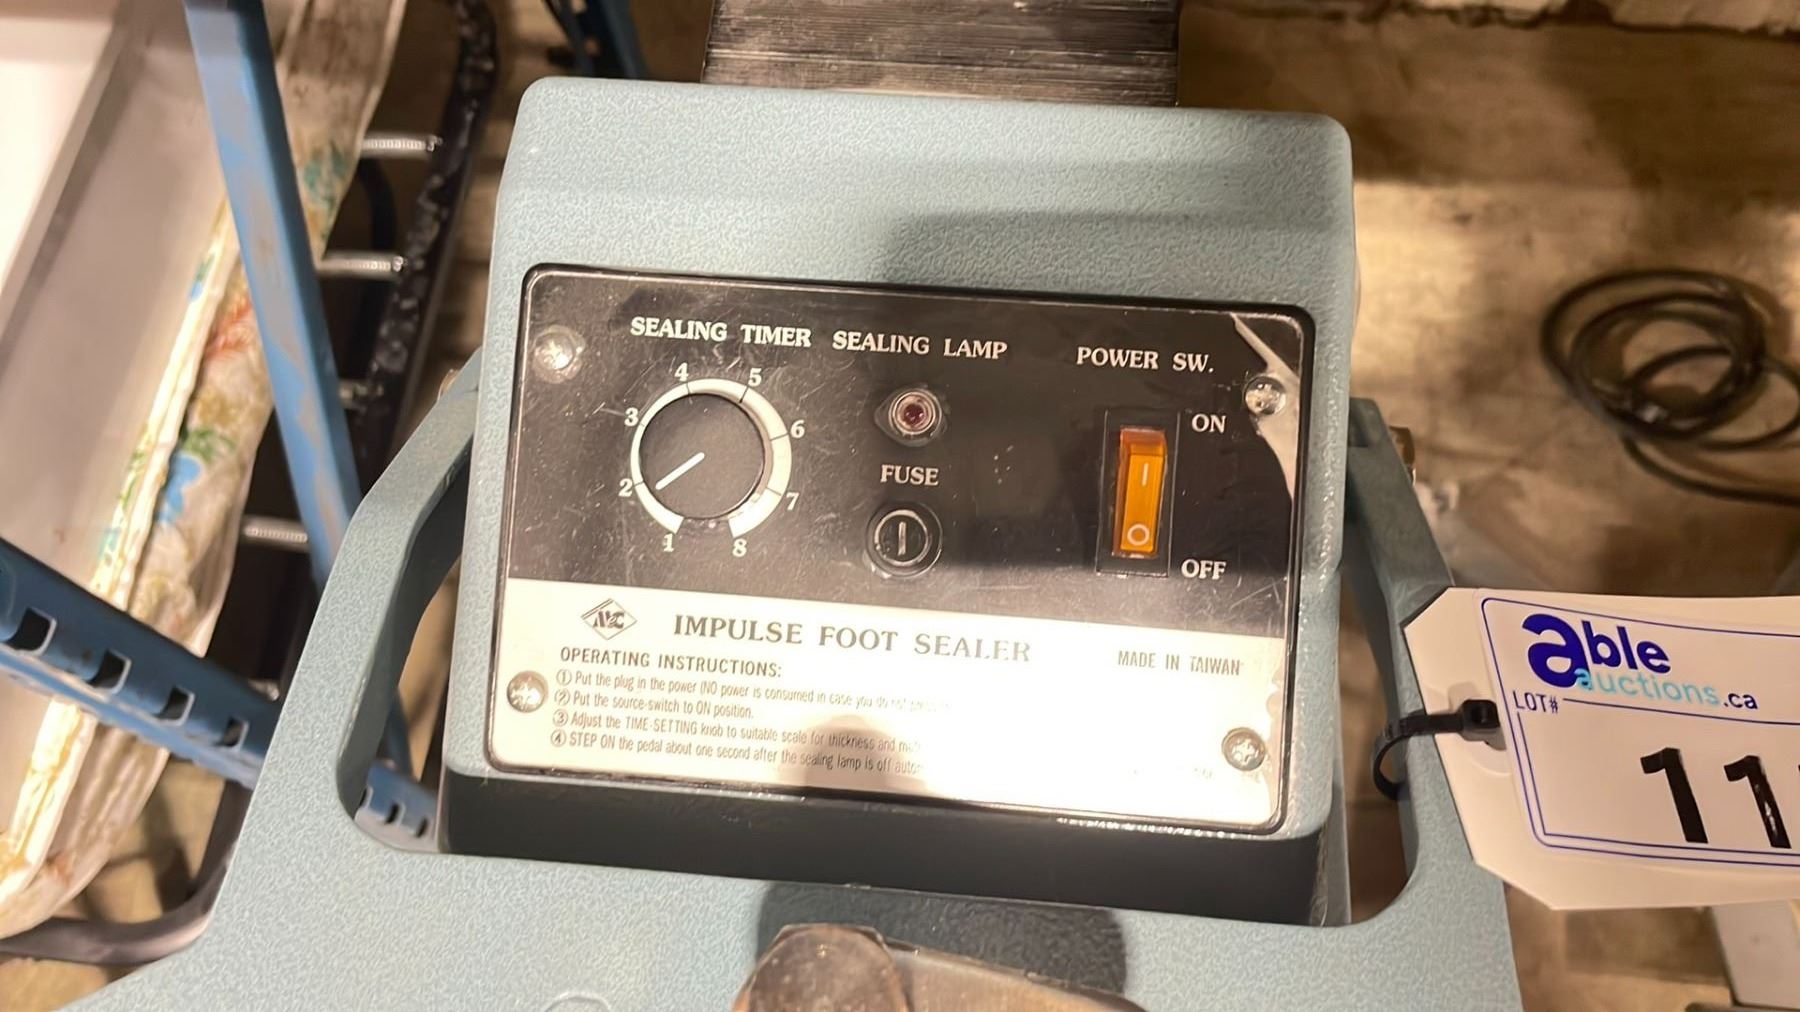 SEALING TIMER
SEALING LAMP
POWER SW.
4
5
3
6
2
7
1
8
ON
FUSE
OFF
I
O
IMPULSE FOOT SEALER
MADE IN TAIWAN
OPERATING INSTRUCTIONS:
① Put the plug in the power (NO power is consumed in case you do not
② Put the source-switch to ON position.
③ Adjust the TIME-SETTING knob to suitable scale for thickness and
④ STEP ON the pedal about one second after the sealing lamp is off
able
auctions.ca
LOT#
11